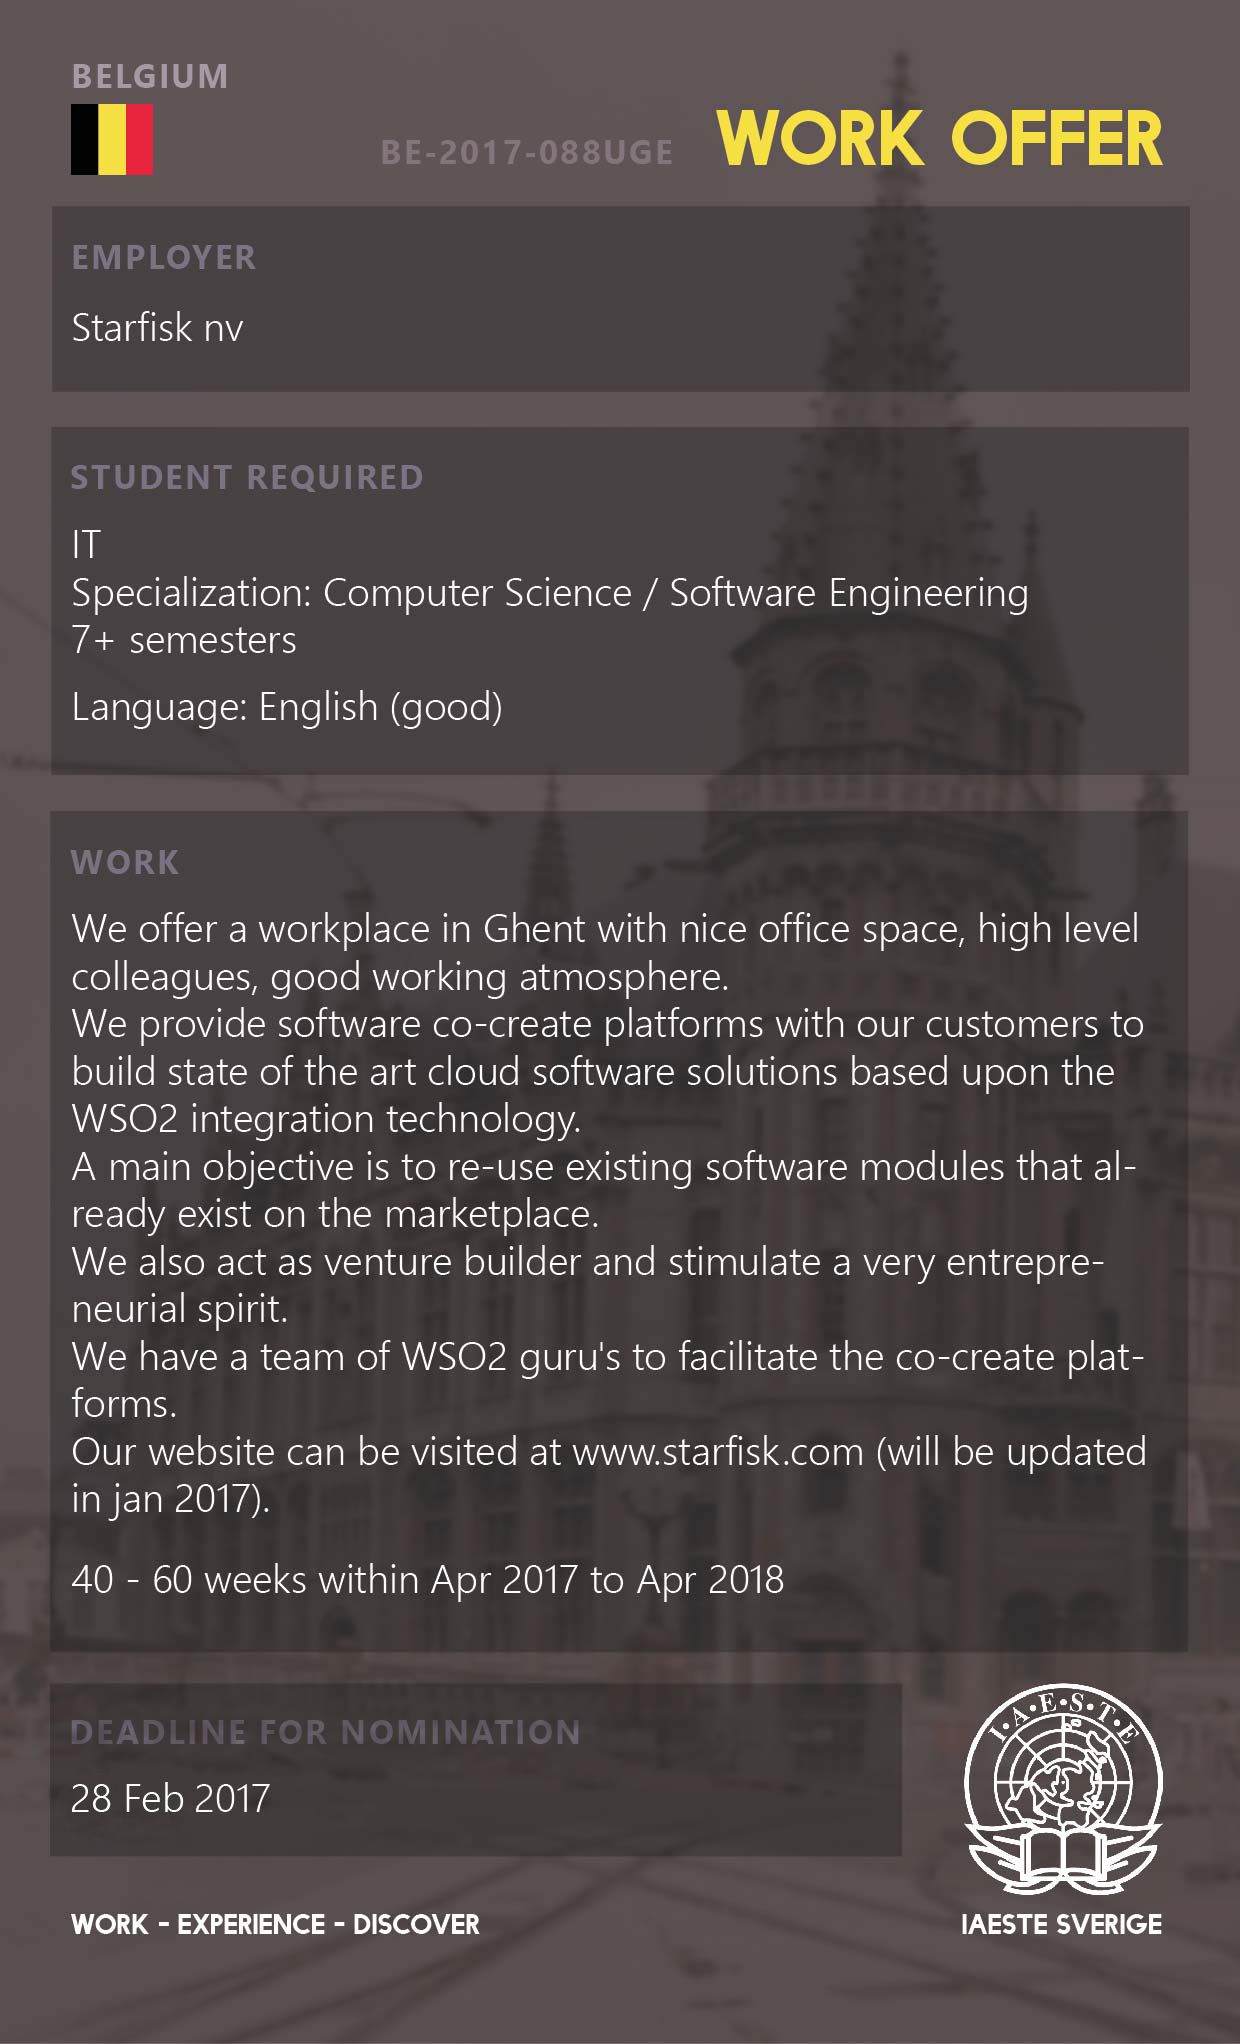 BELGIUM
BE-2017-088UGE
WORK OFFER
EMPLOYER
Starfisk nv
STUDENT REQUIRED
IT
Specialization: Computer Science / Software Engineering
7+ semesters
Language: English (good)
WORK
We offer a workplace in Ghent with nice office space, high level
colleagues, good working atmosphere.
We provide software co-create platforms with our customers to
build state of the art cloud software solutions based upon the
WSO2 integration technology.
A main objective is to re-use existing software modules that al-
ready exist on the marketplace.
We also act as venture builder and stimulate a very entrepre-
neurial spirit.
We have a team of WSO2 guru's to facilitate the co-create plat-
forms.
Our website can be visited at www.starfisk.com (will be updated
in jan 2017).
40 - 60 weeks within Apr 2017 to Apr 2018
DEADLINE FOR NOMINATION
28 Feb 2017
I·A·E·S·T·E
WORK - EXPERIENCE - DISCOVER
IAESTE SVERIGE